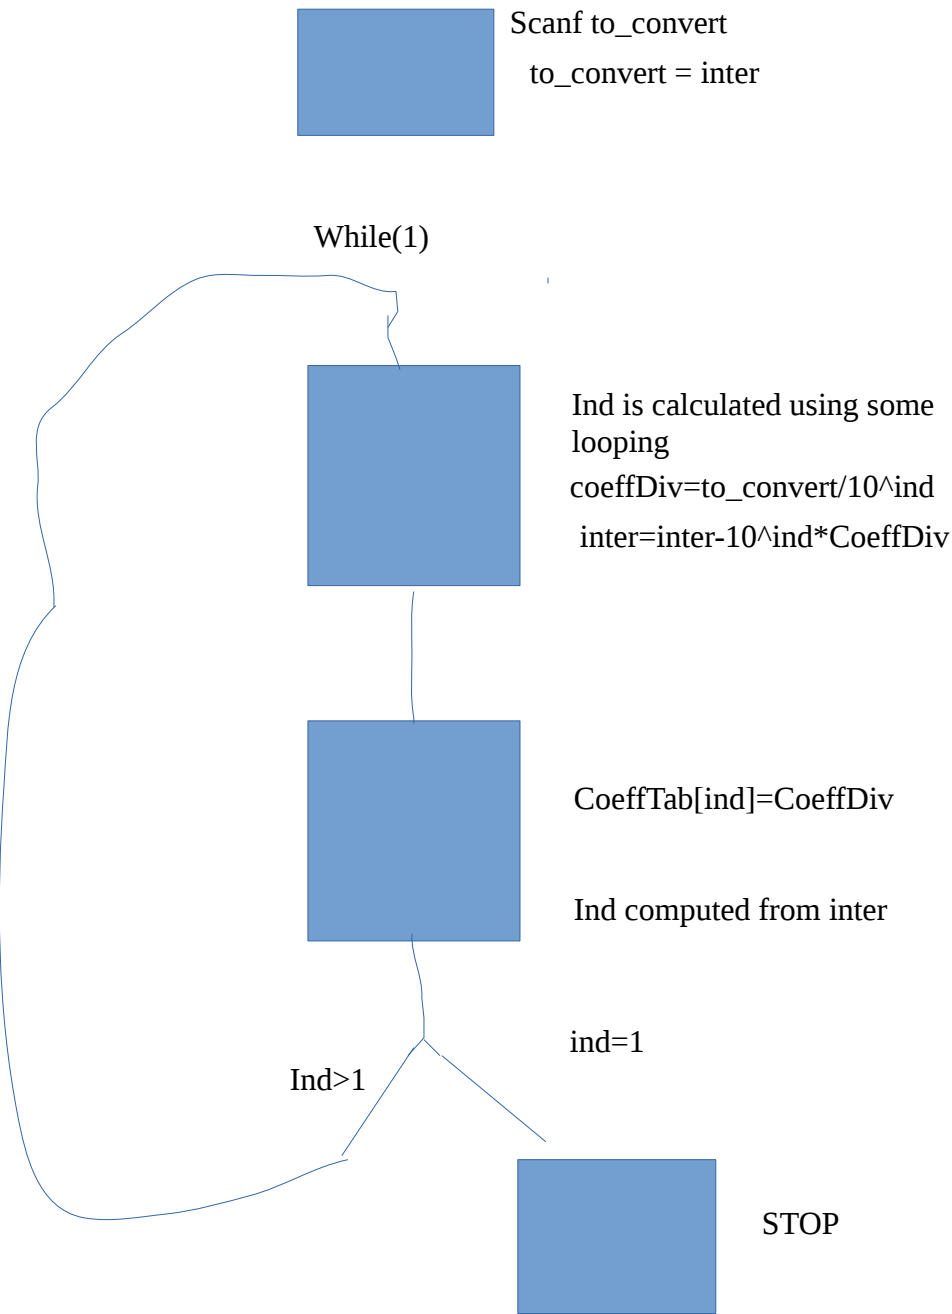 Scanf to_convert
to_convert = inter
While(1)
Ind is calculated using some
looping
coeffDiv=to_convert/10^ind
inter=inter-10^ind*CoeffDiv
CoeffTab[ind]=CoeffDiv
Ind computed from inter
ind=1
Ind>1
STOP